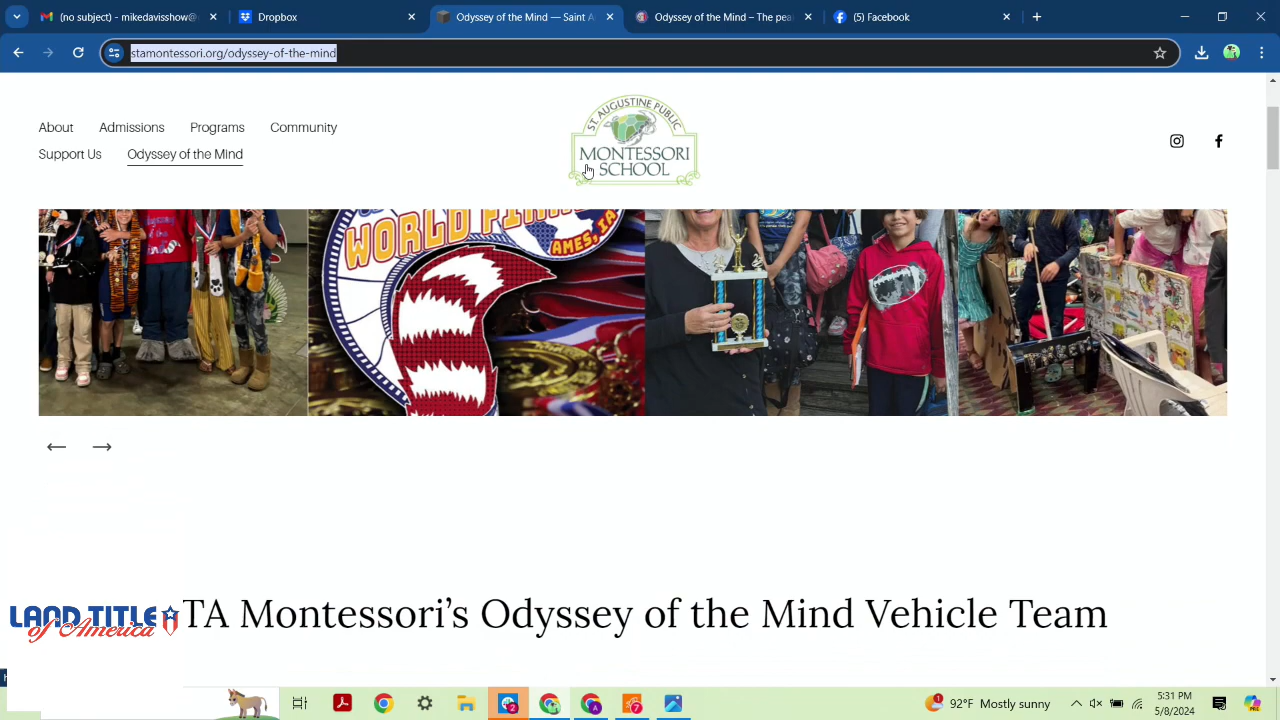 (no subject) - mikedavisshow@
Dropbox
Odyssey of the Mind — Saint A
Odyssey of the Mind – The pea
(5) Facebook
stamontessori.org/odyssey-of-the-mind
About
Admissions
Programs
Community
Support Us
Odyssey of the Mind
ST. AUGUSTINE PUBLIC
MONTESSORI
SCHOOL
WORLD FINALS
AMES, IA
TA Montessori's Odyssey of the Mind Vehicle Team
LAND TITLE
of America
92°F Mostly sunny
5:31 PM
5/8/2024